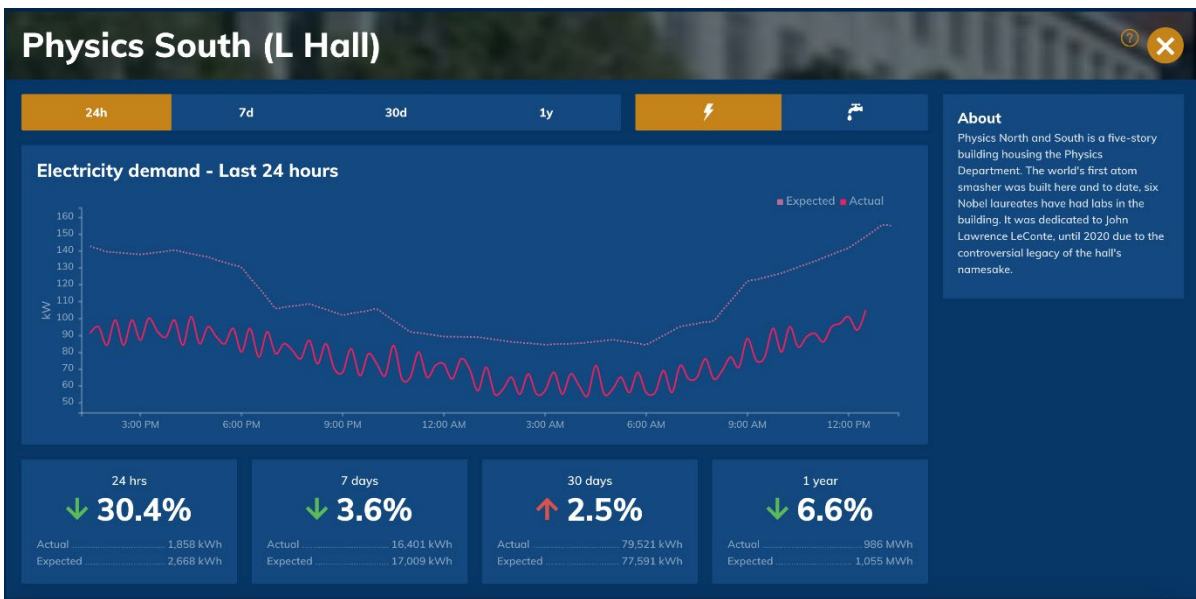 Physics South (L Hall)
?
24h 7d 30d 1y
About
Physics North and South is a five-story
building housing the Physics
Department. The world's first atom
smasher was built here and to date, six
Nobel laureates have had labs in the
building. It was dedicated to John
Lawrence LeConte, until 2020 due to the
controversial legacy of the hall's
namesake.
Electricity demand - Last 24 hours
Expected Actual
kW
160
150
140
130
120
110
100
90
80
70
60
50
3:00 PM 6:00 PM 9:00 PM 12:00 AM 3:00 AM 6:00 AM 9:00 AM 12:00 PM
24 hrs
30.4%
Actual 1,858 kWh
Expected 2,668 kWh
7 days
3.6%
Actual 16,401 kWh
Expected 17,009 kWh
30 days
2.5%
Actual 79,521 kWh
Expected 77,591 kWh
1 year
6.6%
Actual 986 MWh
Expected 1,055 MWh